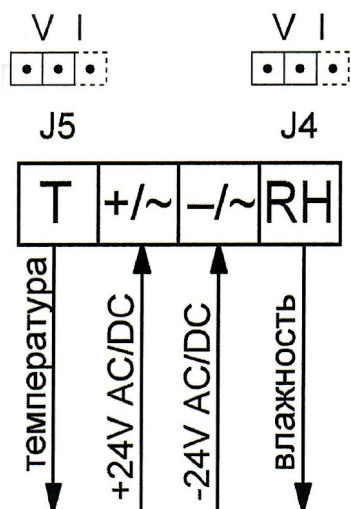 V I V I
J5 J4
T +/~ –/~ RH
температура
+24V AC/DC
-24V AC/DC
влажность